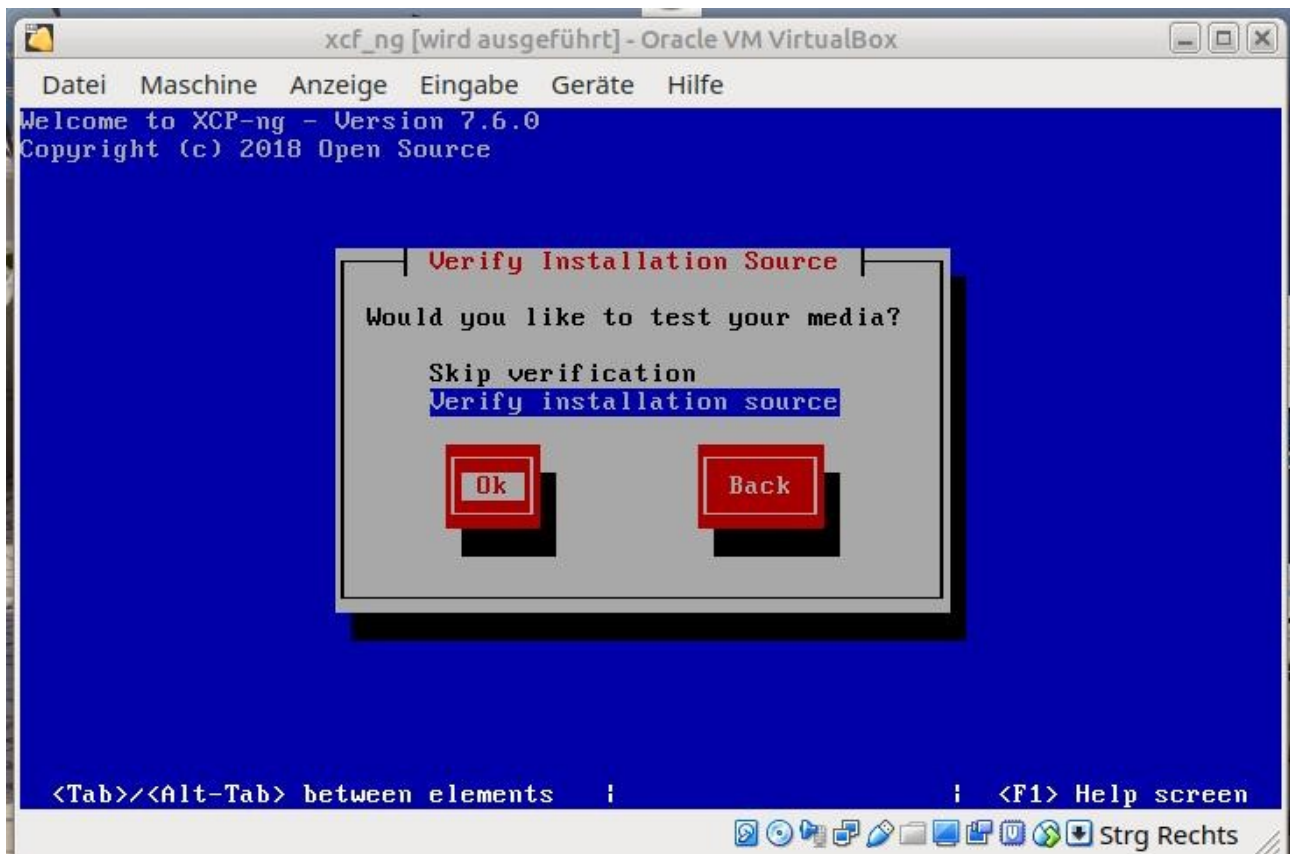 xcf_ng [wird ausgeführt] - Oracle VM VirtualBox
Datei Maschine Anzeige Eingabe Geräte Hilfe
Welcome to XCP-ng - Version 7.6.0
Copyright (c) 2018 Open Source
Verify Installation Source
Would you like to test your media?
Skip verification
Verify installation source
Ok Back
<Tab>/<Alt-Tab> between elements | | <F1> Help screen
Strg Rechts